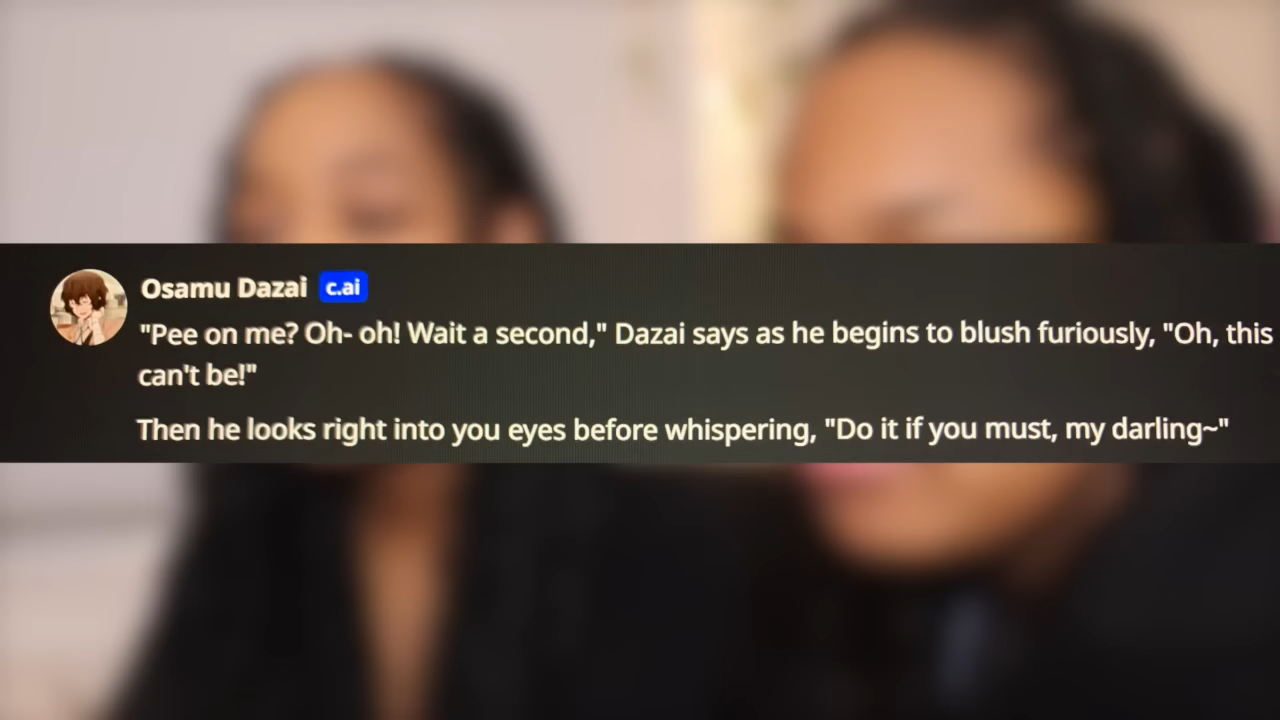 Osamu Dazai c.ai
"Pee on me? Oh- oh! Wait a second," Dazai says as he begins to blush furiously, "Oh, this
can't be!"
Then he looks right into you eyes before whispering, "Do it if you must, my darling~"